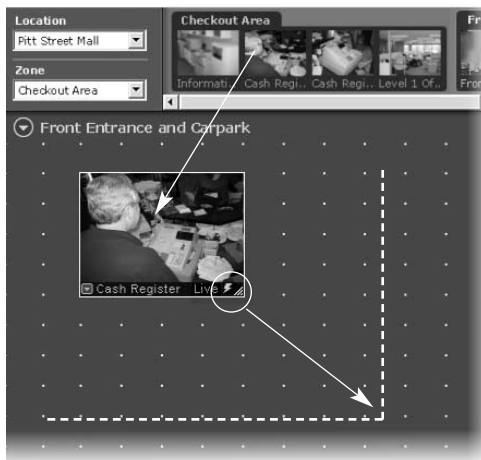 Location
Pitt Street Mall
Zone
Checkout Area
Checkout Area
Fr
Informati..
Cash Regi..
Cash Regi..
Level 1 Of..
Fron
Front Entrance and Carpark
Cash Register Live